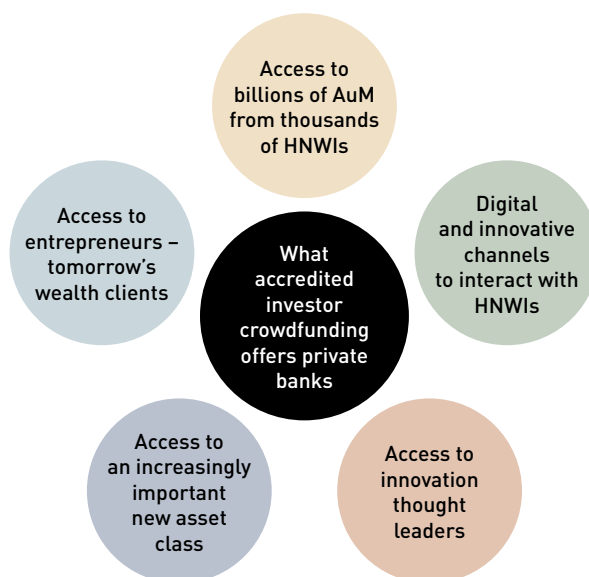 Access to
billions of AuM
from thousands
of HNWIs
Access to
entrepreneurs –
tomorrow's
wealth clients
Digital
and innovative
channels
to interact with
HNWIs
What
accredited
investor
crowdfunding
offers private
banks
Access to
an increasingly
important
new asset
class
Access to
innovation
thought
leaders